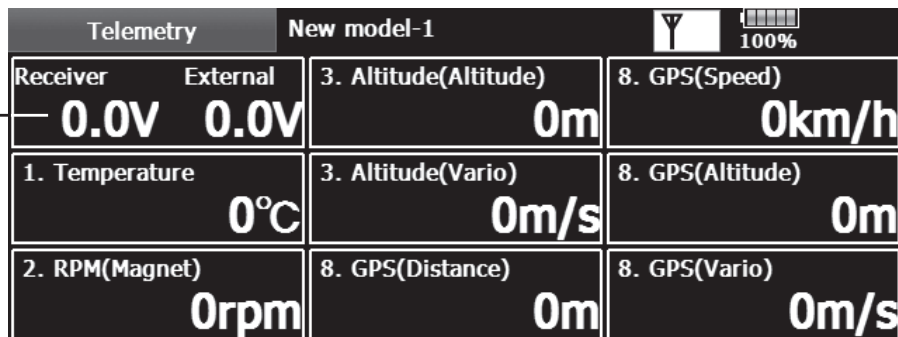 Telemetry New model-1 100%
Receiver External
0.0V 0.0V
3. Altitude(Altitude)
0m
8. GPS(Speed)
0km/h
1. Temperature
0℃
3. Altitude(Vario)
0m/s
8. GPS(Altitude)
0m
2. RPM(Magnet)
0rpm
8. GPS(Distance)
0m
8. GPS(Vario)
0m/s